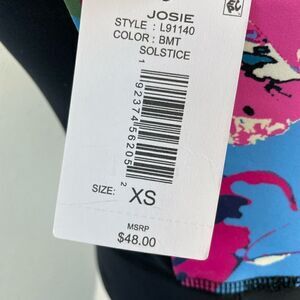 JOSIE
STYLE : L91140
COLOR : BMT
SOLSTICE
1 92374 56205 2
SIZE: XS
MSRP
$48.00